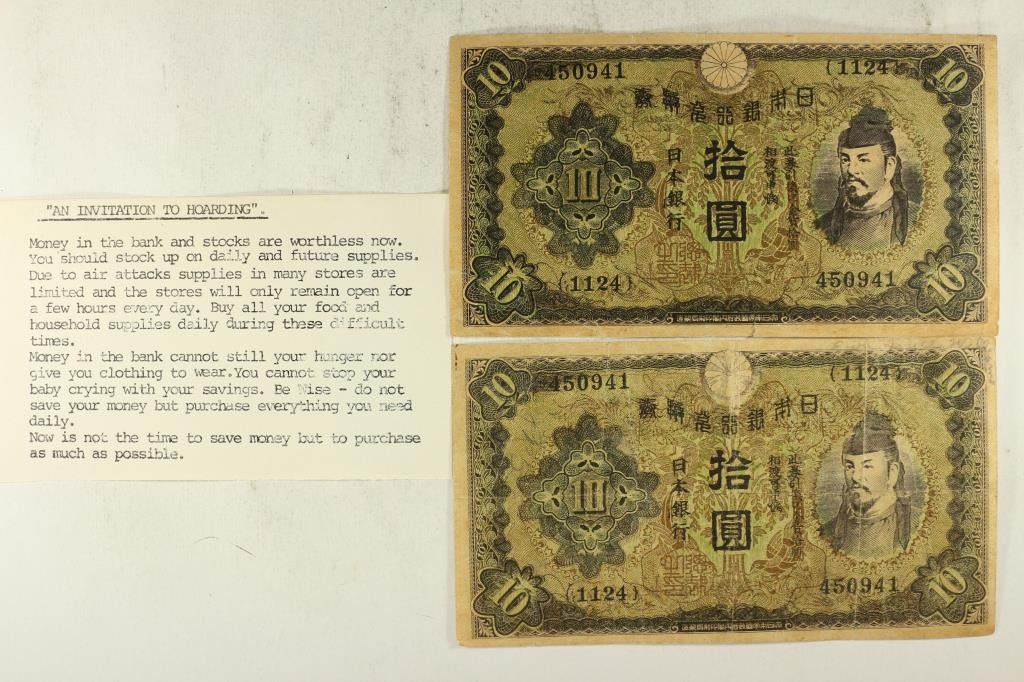 "AN INVITATION TO HOARDING".
Money in the bank and stocks are worthless now.
You should stock up on daily and future supplies.
Due to air attacks supplies in many stores are
limited and the stores will only remain open for
a few hours every day. Buy all your food and
household supplies daily during these difficult
times.
Money in the bank cannot still your hunger nor
give you clothing to wear.You cannot stop your
baby crying with your savings. Be Wise - do not
save your money but purchase everything you need
daily.
Now is not the time to save money but to purchase
as much as possible.
10 450941 (1124) 10
日本銀行兌換券
拾圓
日本銀行
10 (1124) 450941 10
10 450941 (1124) 10
日本銀行兌換券
拾圓
日本銀行
10 (1124) 450941 10